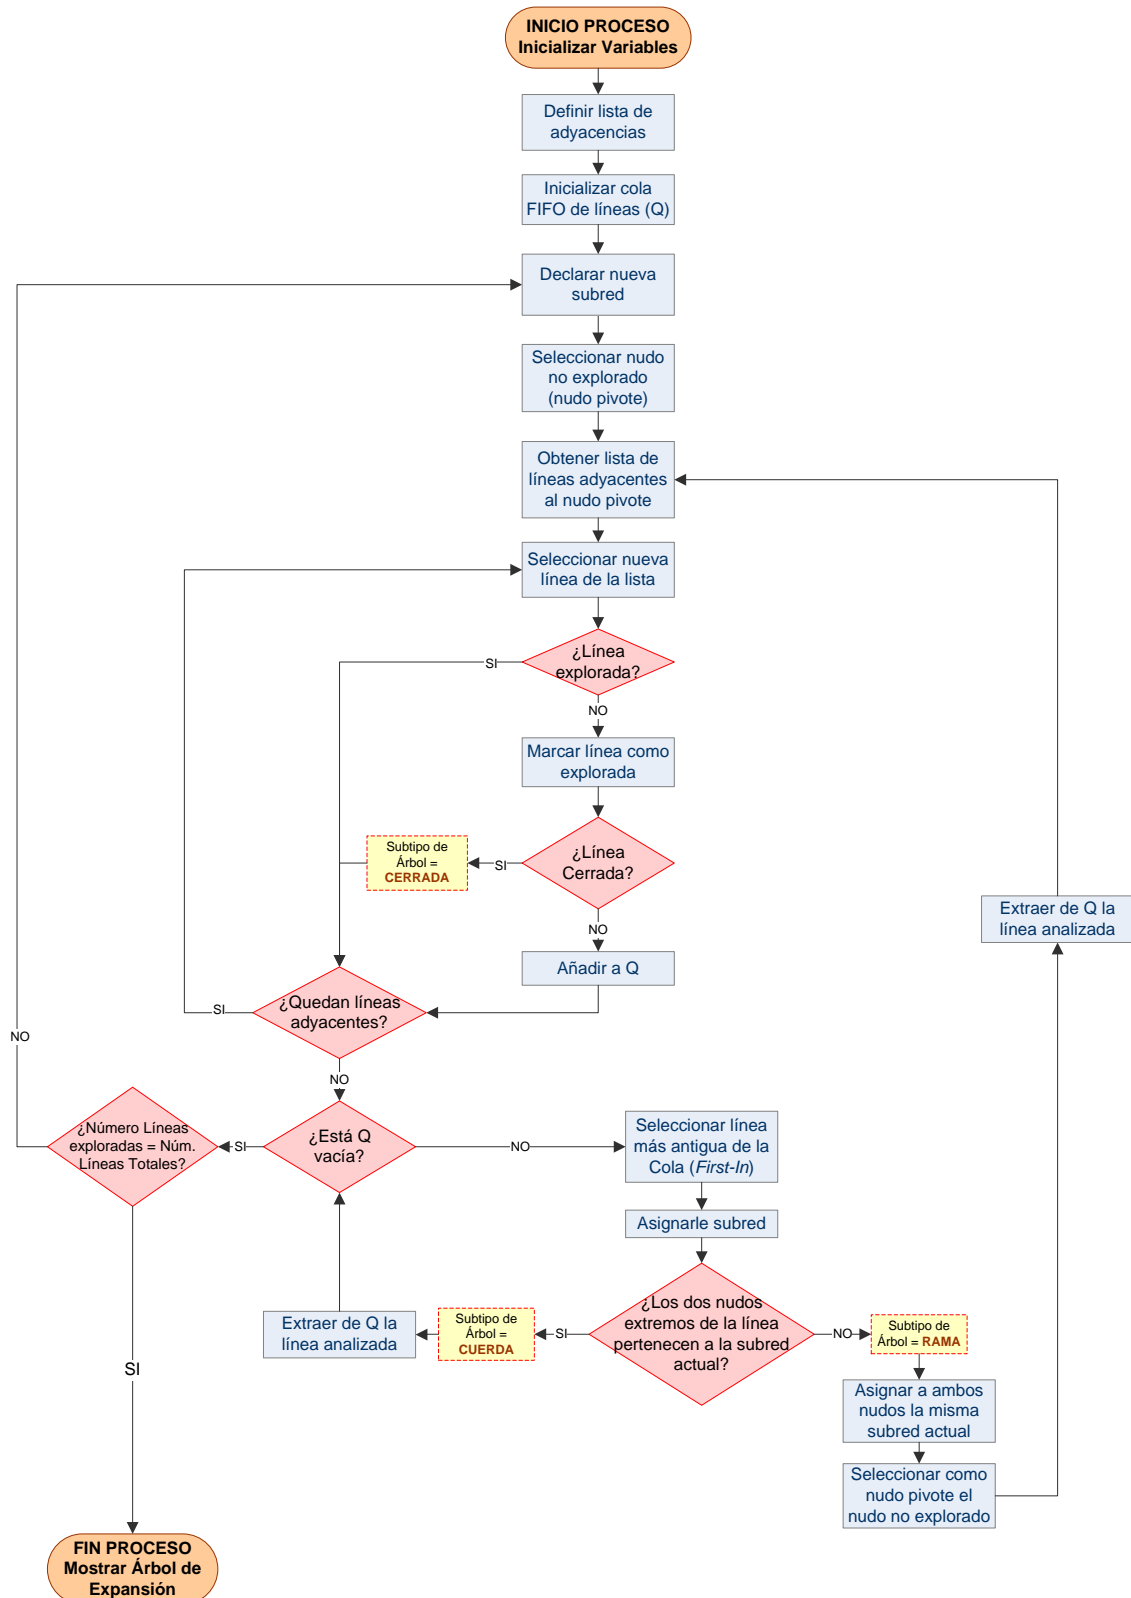 INICIO PROCESO
Inicializar Variables
Definir lista de
adyacencias
Inicializar cola
FIFO de líneas (Q)
Declarar nueva
subred
Seleccionar nudo
no explorado
(nudo pivote)
Obtener lista de
líneas adyacentes
al nudo pivote
Seleccionar nueva
línea de la lista
¿Línea
explorada?
SI
NO
Marcar línea como
explorada
¿Línea
Cerrada?
SI
Subtipo de
Árbol =
CERRADA
NO
Añadir a Q
Extraer de Q la
línea analizada
¿Quedan líneas
adyacentes?
SI
NO
NO
¿Número Líneas
exploradas = Núm.
Líneas Totales?
SI
¿Está Q
vacía?
NO
Seleccionar línea
más antigua de la
Cola (First-In)
Asignarle subred
¿Los dos nudos
extremos de la línea
pertenecen a la subred
actual?
SI
Subtipo de
Árbol =
CUERDA
Extraer de Q la
línea analizada
NO
Subtipo de
Árbol = RAMA
Asignar a ambos
nudos la misma
subred actual
Seleccionar como
nudo pivote el
nudo no explorado
SI
FIN PROCESO
Mostrar Árbol de
Expansión